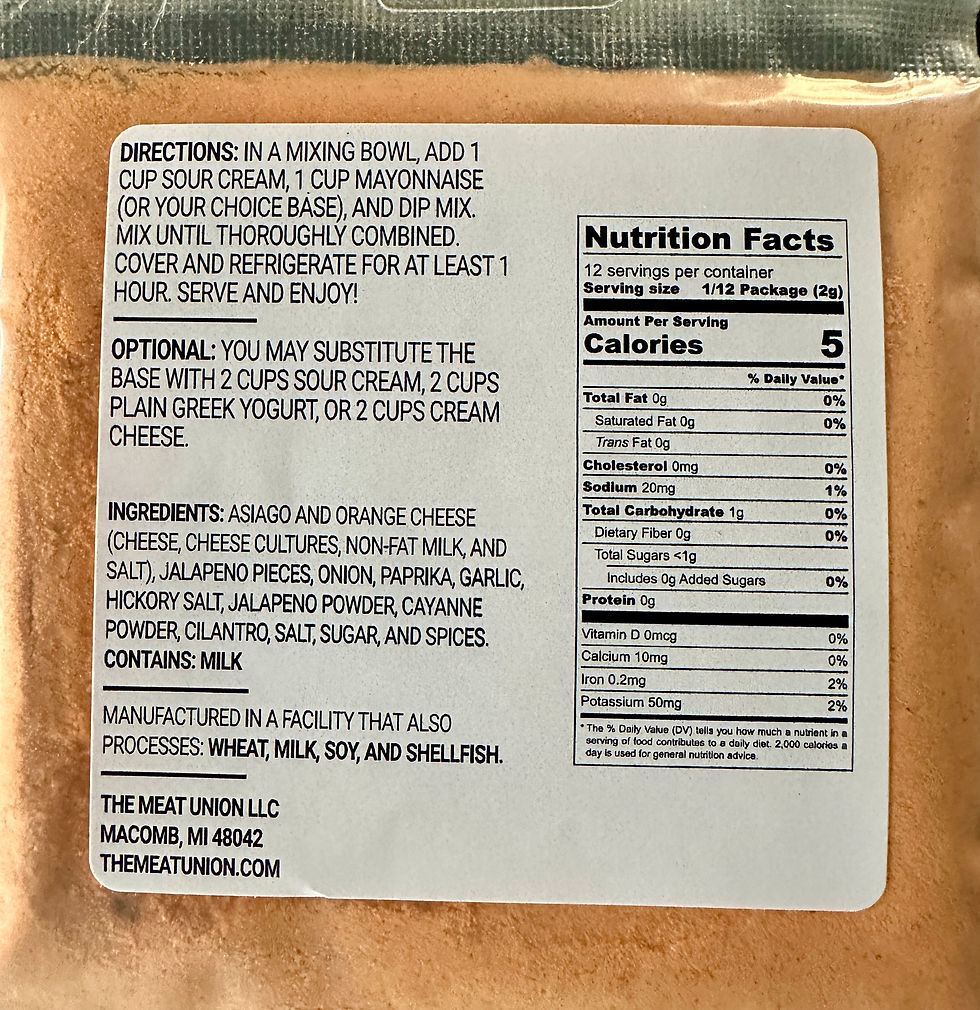 DIRECTIONS: IN A MIXING BOWL, ADD 1
CUP SOUR CREAM, 1 CUP MAYONNAISE
(OR YOUR CHOICE BASE), AND DIP MIX.
MIX UNTIL THOROUGHLY COMBINED.
COVER AND REFRIGERATE FOR AT LEAST 1
HOUR. SERVE AND ENJOY!
OPTIONAL: YOU MAY SUBSTITUTE THE
BASE WITH 2 CUPS SOUR CREAM, 2 CUPS
PLAIN GREEK YOGURT, OR 2 CUPS CREAM
CHEESE.
INGREDIENTS: ASIAGO AND ORANGE CHEESE
(CHEESE, CHEESE CULTURES, NON-FAT MILK, AND
SALT), JALAPENO PIECES, ONION, PAPRIKA, GARLIC,
HICKORY SALT, JALAPENO POWDER, CAYANNE
POWDER, CILANTRO, SALT, SUGAR, AND SPICES.
CONTAINS: MILK
MANUFACTURED IN A FACILITY THAT ALSO
PROCESSES: WHEAT, MILK, SOY, AND SHELLFISH.
THE MEAT UNION LLC
MACOMB, MI 48042
THEMEATUNION.COM
Nutrition Facts
12 servings per container
Serving size 1/12 Package (2g)
Amount Per Serving
Calories 5
% Daily Value*
Total Fat 0g 0%
Saturated Fat 0g 0%
Trans Fat 0g
Cholesterol 0mg 0%
Sodium 20mg 1%
Total Carbohydrate 1g 0%
Dietary Fiber 0g 0%
Total Sugars <1g
Includes 0g Added Sugars 0%
Protein 0g
Vitamin D 0mcg 0%
Calcium 10mg 0%
Iron 0.2mg 2%
Potassium 50mg 2%
* The % Daily Value (DV) tells you how much a nutrient in a
serving of food contributes to a daily diet. 2,000 calories a
day is used for general nutrition advice.